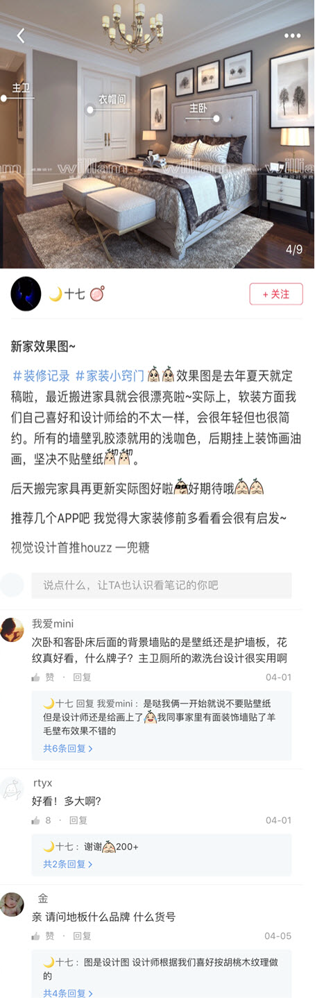 主卫
衣帽间
主卧
william
william
4/9
🌙十七
+ 关注
新家效果图~
＃装修记录 ＃家装小窍门 效果图是去年夏天就定
稿啦，最近搬进家具就会很漂亮啦~实际上，软装方面我
们自己喜好和设计师给的不太一样，会很年轻但也很简
约。所有的墙壁乳胶漆就用的浅咖色，后期挂上装饰画油
画，坚决不贴壁纸。
后天搬完家具再更新实际图好啦 好期待哦
推荐几个APP吧 我觉得大家装修前多看看会很有启发~
视觉设计首推houzz 一兜糖
说点什么，让TA也认识看笔记的你吧
我爱mini
次卧和客卧床后面的背景墙贴的是壁纸还是护墙板，花
纹真好看，什么牌子？主卫厕所的漱洗台设计很实用啊
赞 · 回复 04-01
🌙十七 回复 我爱mini： 是哒我俩一开始就说不要贴壁纸
但是设计师还是给画上了 我同事家里有面装饰墙贴了羊
毛壁布效果不错的
共6条回复
rtyx
好看！多大啊？
8 · 回复 04-01
🌙十七： 谢谢 200+
共2条回复
金
亲 请问地板什么品牌 什么货号
赞 · 回复 04-05
🌙十七： 图是设计图 设计师根据我们喜好按胡桃木纹理做
的
共4条回复